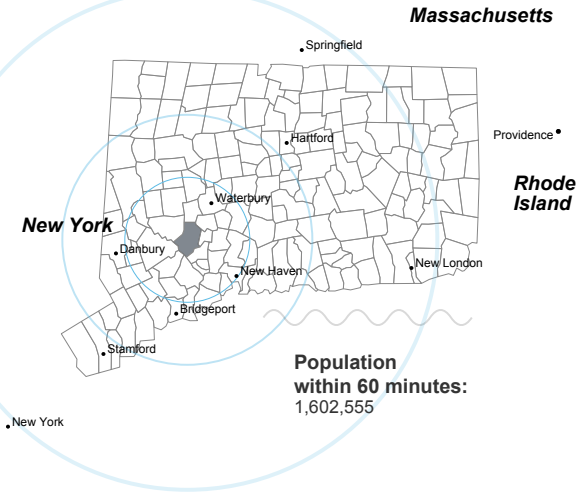 Massachusetts
Springfield
Providence
Hartford
Rhode
Island
Waterbury
New York
Danbury
New London
New Haven
Bridgeport
Stamford
Population
within 60 minutes:
1,602,555
New York